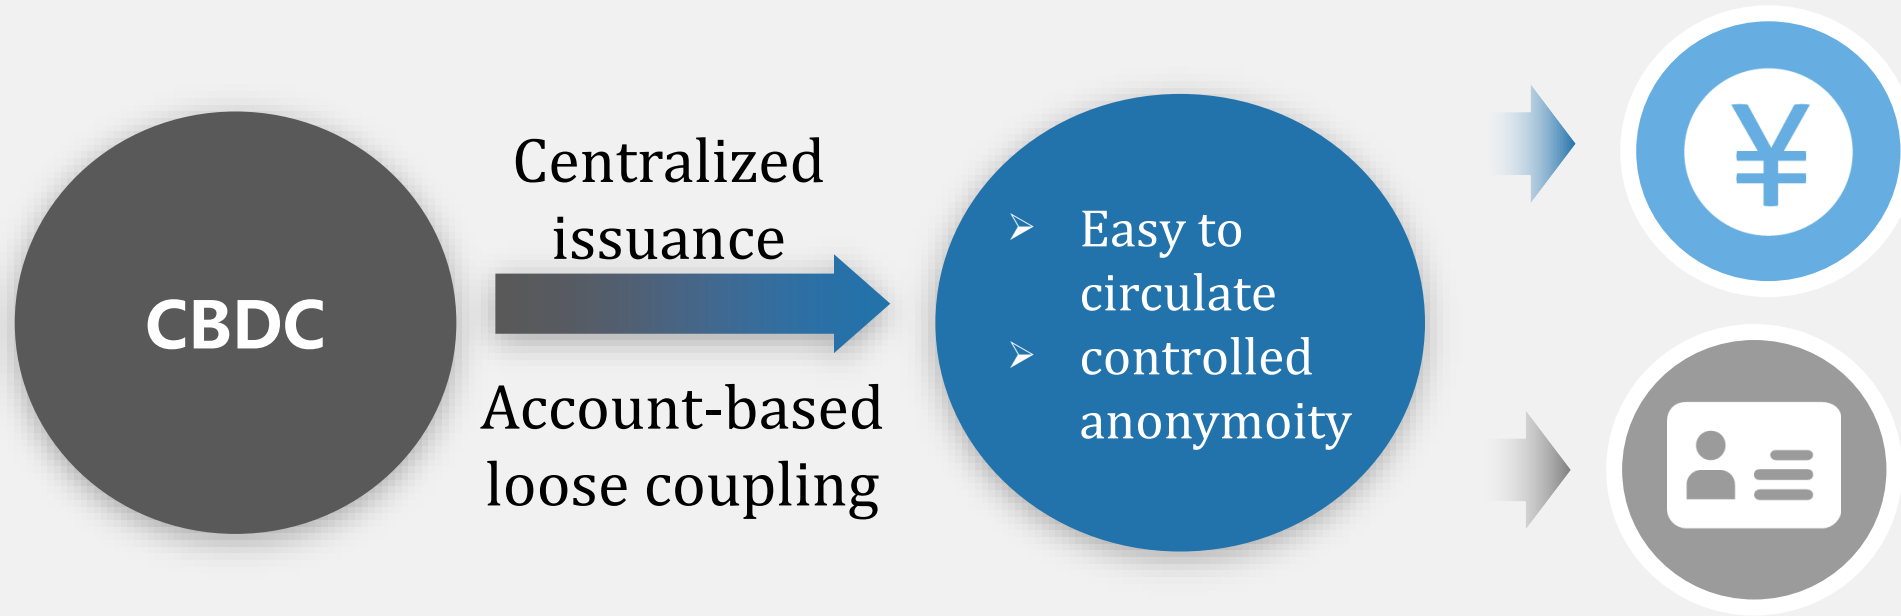 CBDC
Centralized
issuance
Account-based
loose coupling
➢ Easy to
circulate
➢ controlled
anonymoity
¥